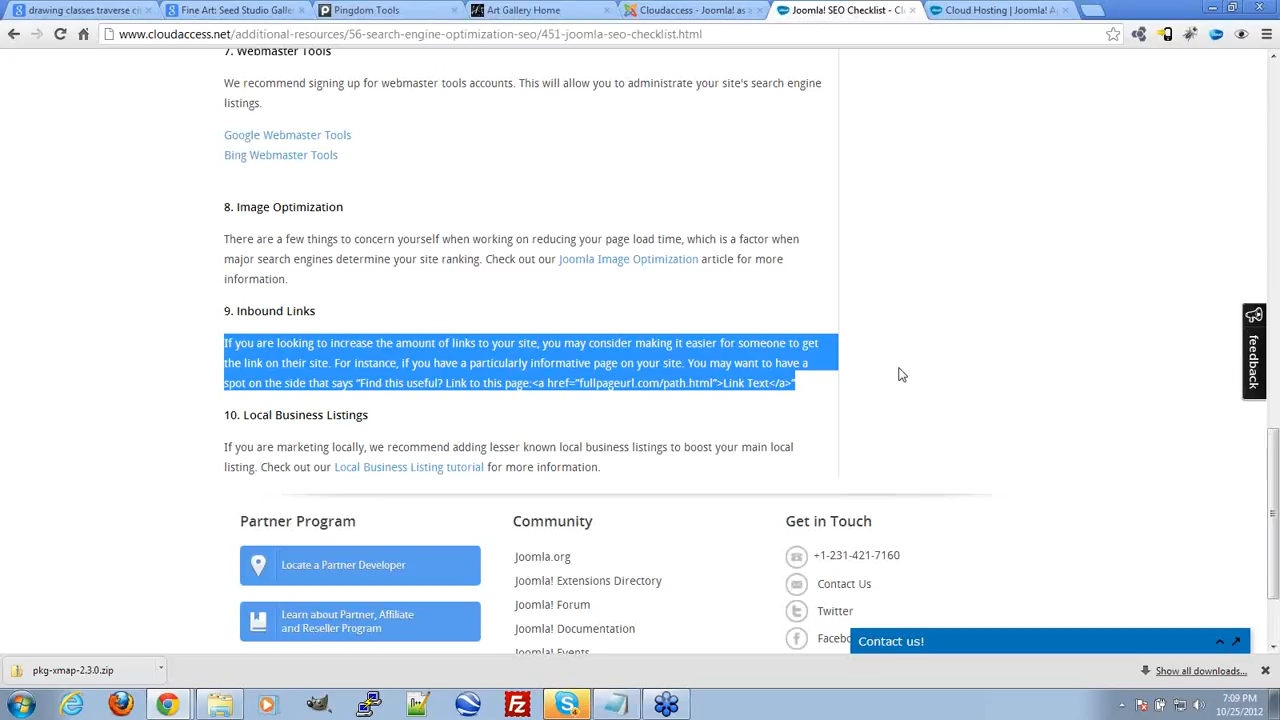 drawing classes traverse ci
Fine Art: Seed Studio Galle
Pingdom Tools
Art Gallery Home
Cloudaccess - Joomla! as a
Joomla! SEO Checklist - Cl
Cloud Hosting | Joomla! A
www.cloudaccess.net/additional-resources/56-search-engine-optimization-seo/451-joomla-seo-checklist.html
7. Webmaster Tools
We recommend signing up for webmaster tools accounts. This will allow you to administrate your site's search engine
listings.
Google Webmaster Tools
Bing Webmaster Tools
8. Image Optimization
There are a few things to concern yourself when working on reducing your page load time, which is a factor when
major search engines determine your site ranking. Check out our Joomla Image Optimization article for more
information.
9. Inbound Links
If you are looking to increase the amount of links to your site, you may consider making it easier for someone to get
the link on their site. For instance, if you have a particularly informative page on your site. You may want to have a
spot on the side that says "Find this useful? Link to this page:<a href="fullpageurl.com/path.html">Link Text</a>"
10. Local Business Listings
If you are marketing locally, we recommend adding lesser known local business listings to boost your main local
listing. Check out our Local Business Listing tutorial for more information.
feedback
Partner Program
Locate a Partner Developer
Learn about Partner, Affiliate
and Reseller Program
Community
Joomla.org
Joomla! Extensions Directory
Joomla! Forum
Joomla! Documentation
Joomla! Events
Get in Touch
+1-231-421-7160
Contact Us
Twitter
Facebo
Contact us!
pkg-xmap-2.3.0.zip
Show all downloads...
7:09 PM
10/25/2012